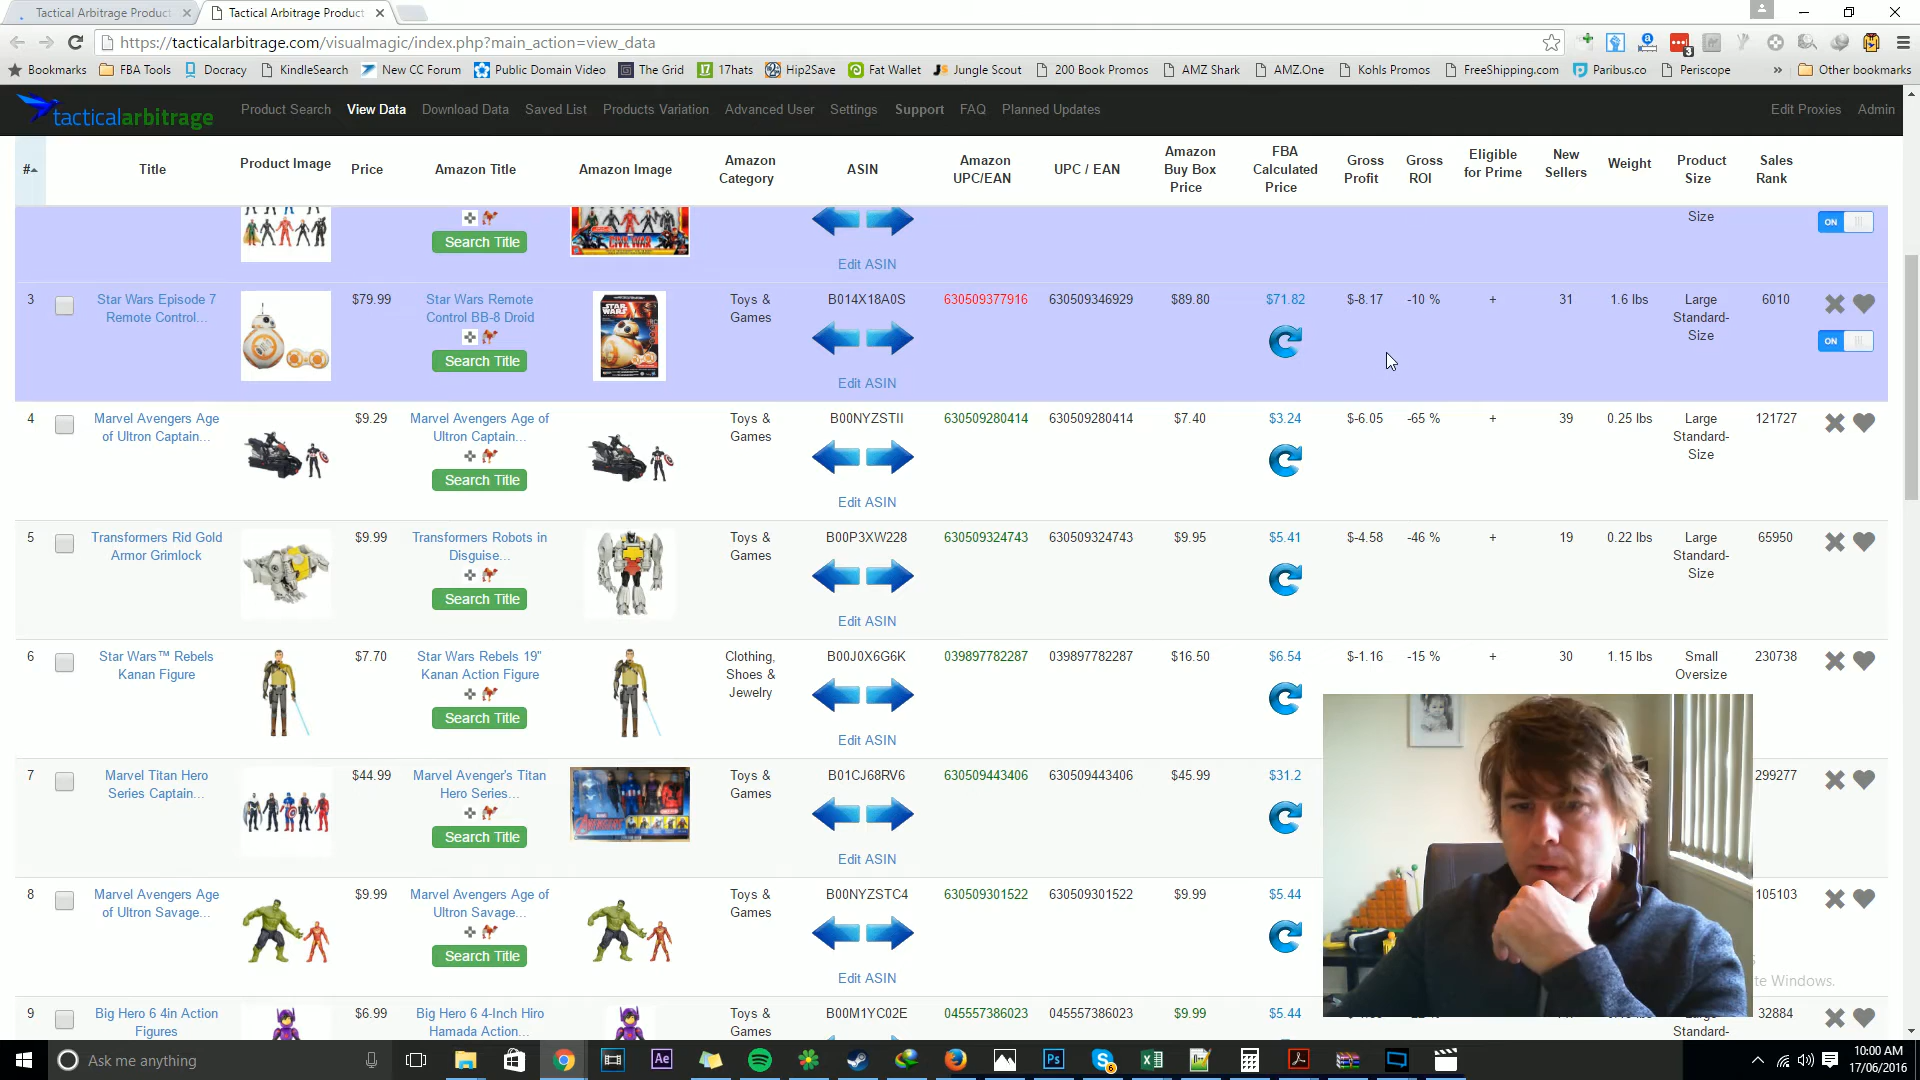 Tactical Arbitrage Product
Tactical Arbitrage Product
https://tacticalarbitrage.com/visualmagic/index.php?main_action=view_data
3
Bookmarks FBA Tools Docracy KindleSearch New CC Forum Public Domain Video The Grid 17hats Hip2Save Fat Wallet Jungle Scout 200 Book Promos AMZ Shark AMZ.One Kohls Promos FreeShipping.com Paribus.co Periscope » Other bookmarks
tacticalarbitrage Product Search View Data Download Data Saved List Products Variation Advanced User Settings Support FAQ Planned Updates Edit Proxies Admin
# Title Product Image Price Amazon Title Amazon Image Amazon Category ASIN Amazon UPC/EAN UPC / EAN Amazon Buy Box Price FBA Calculated Price Gross Profit Gross ROI Eligible for Prime New Sellers Weight Product Size Sales Rank
Search Title CIVIL WAR Edit ASIN Size ON
3 Star Wars Episode 7 Remote Control... $79.99 Star Wars Remote Control BB-8 Droid Toys & Games B014X18A0S 630509377916 630509346929 $89.80 $71.82 $-8.17 -10 % + 31 1.6 lbs Large Standard-Size 6010
Search Title STAR WARS Edit ASIN ON
4 Marvel Avengers Age of Ultron Captain... $9.29 Marvel Avengers Age of Ultron Captain... Toys & Games B00NYZSTII 630509280414 630509280414 $7.40 $3.24 $-6.05 -65 % + 39 0.25 lbs Large Standard-Size 121727
Search Title Edit ASIN
5 Transformers Rid Gold Armor Grimlock $9.99 Transformers Robots in Disguise... Toys & Games B00P3XW228 630509324743 630509324743 $9.95 $5.41 $-4.58 -46 % + 19 0.22 lbs Large Standard-Size 65950
Search Title Edit ASIN
6 Star Wars™ Rebels Kanan Figure $7.70 Star Wars Rebels 19" Kanan Action Figure Clothing, Shoes & Jewelry B00J0X6G6K 039897782287 039897782287 $16.50 $6.54 $-1.16 -15 % + 30 1.15 lbs Small Oversize 230738
Search Title Edit ASIN
7 Marvel Titan Hero Series Captain... $44.99 Marvel Avenger's Titan Hero Series... Toys & Games B01CJ68RV6 630509443406 630509443406 $45.99 $31.2 299277
Search Title Edit ASIN
8 Marvel Avengers Age of Ultron Savage... $9.99 Marvel Avengers Age of Ultron Savage... Toys & Games B00NYZSTC4 630509301522 630509301522 $9.99 $5.44 105103
Search Title Edit ASIN
te Windows.
9 Big Hero 6 4in Action Figures $6.99 Big Hero 6 4-Inch Hiro Hamada Action... Toys & Games B00M1YC02E 045557386023 045557386023 $9.99 $5.44 Standard- 32884
Ask me anything
10:00 AM
17/06/2016